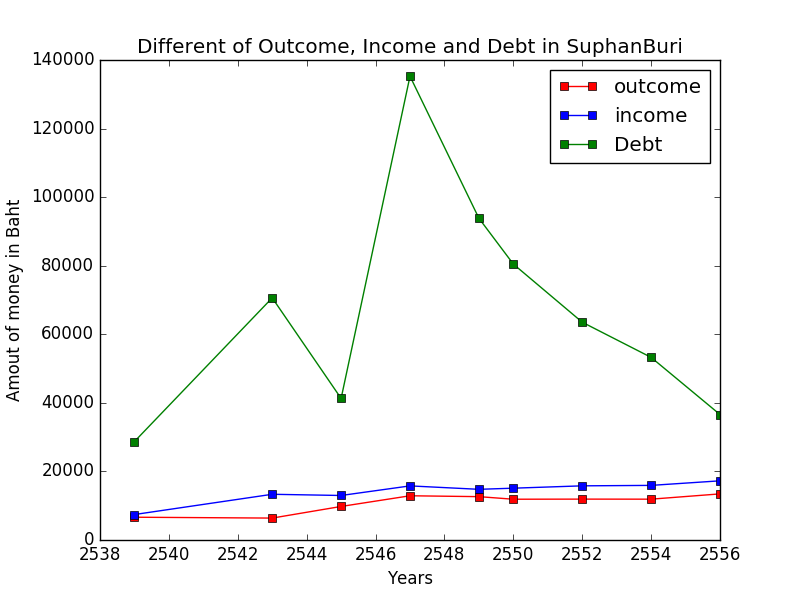 Different of Outcome, Income and Debt in SuphanBuri
140000
120000
100000
80000
60000
40000
20000
0
Amout of money in Baht
outcome
income
Debt
2538 2540 2542 2544 2546 2548 2550 2552 2554 2556
Years